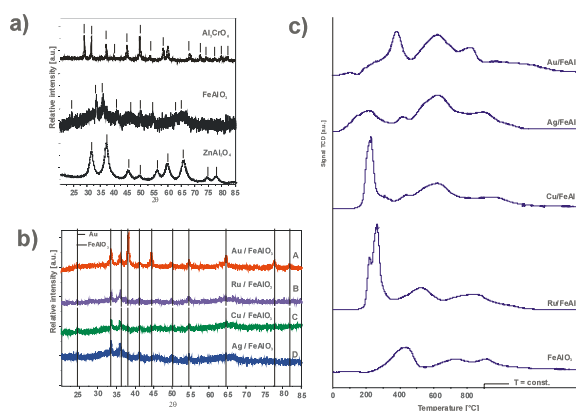 a)
Relative intensity [a.u.]
Al₃CrO₆
FeAlO₃
ZnAl₂O₄
25 30 35 40 45 50 55 60 65 70 75 80 85
2θ
b)
Relative intensity [a.u.]
Au
FeAlO₃
Au / FeAlO₃ A
Ru / FeAlO₃ B
Cu / FeAlO₃ C
Ag / FeAlO₃ D
25 30 35 40 45 50 55 60 65 70 75 80 85
2θ
c)
Signal TCD [a.u.]
Au/FeAl
Ag/FeAl
Cu/FeAl
Ru/FeAl
FeAlO₃
0 200 400 600 800
T = const.
Temperature [°C]